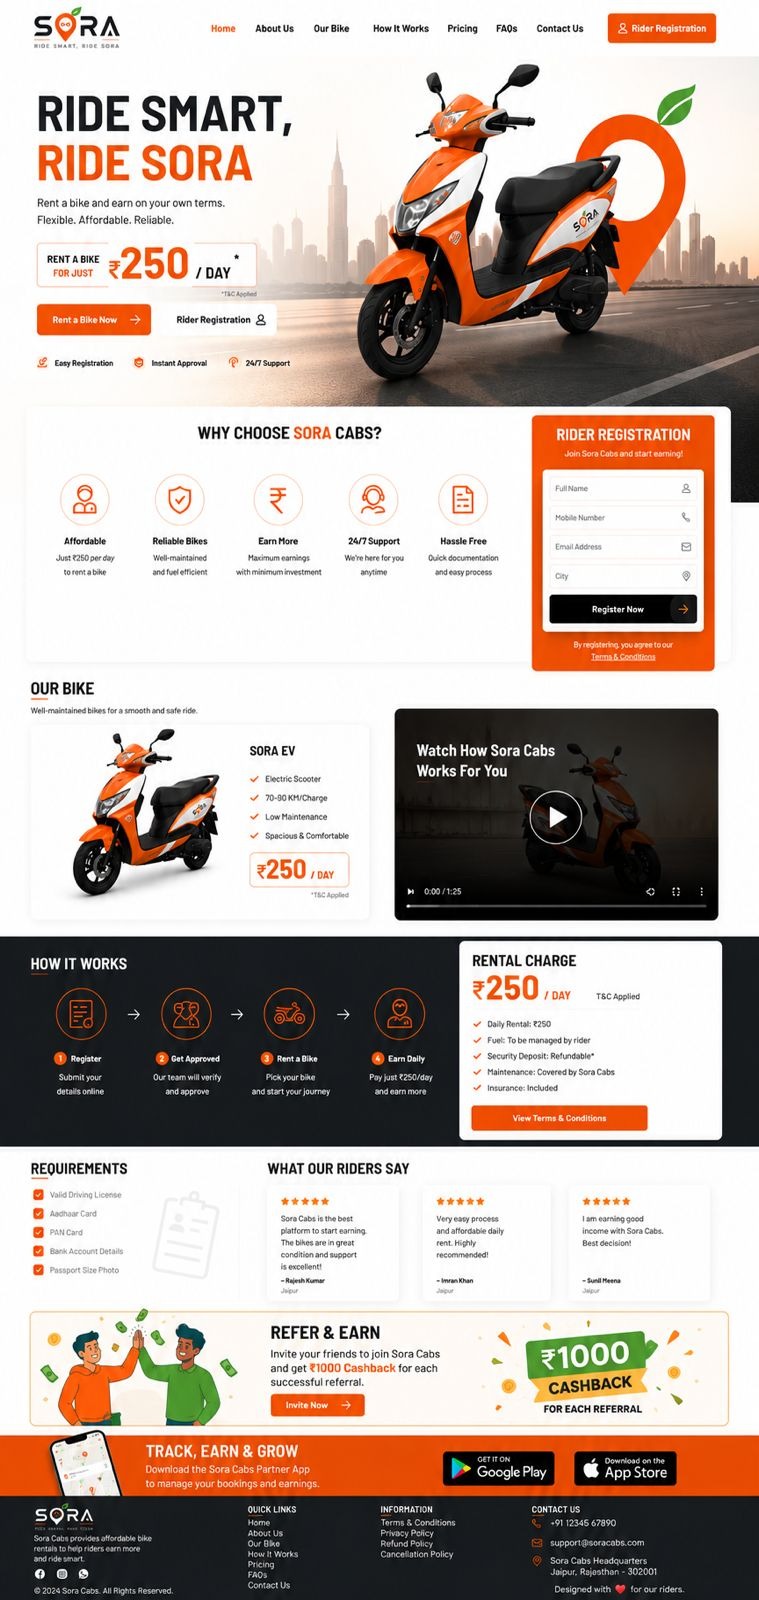 SORA
RIDE SMART, RIDE SORA
Home
About Us
Our Bike
How It Works
Pricing
FAQs
Contact Us
Rider Registration
RIDE SMART,
RIDE SORA
Rent a bike and earn on your own terms.
Flexible. Affordable. Reliable.
RENT A BIKE
FOR JUST
₹250 / DAY *
*T&C Applied
Rent a Bike Now
Rider Registration
Easy Registration
Instant Approval
24/7 Support
SORA
WHY CHOOSE SORA CABS?
Affordable
Just ₹250 per day
to rent a bike
Reliable Bikes
Well-maintained
and fuel efficient
Earn More
Maximum earnings
with minimum investment
24/7 Support
We're here for you
anytime
Hassle Free
Quick documentation
and easy process
RIDER REGISTRATION
Join Sora Cabs and start earning!
Full Name
Mobile Number
Email Address
City
Register Now
By registering, you agree to our
Terms & Conditions
OUR BIKE
Well-maintained bikes for a smooth and safe ride.
SORA
SORA EV
Electric Scooter
70-90 KM/Charge
Low Maintenance
Spacious & Comfortable
₹250 / DAY
*T&C Applied
Watch How Sora Cabs
Works For You
0:00 / 1:25
HOW IT WORKS
1 Register
Submit your
details online
2 Get Approved
Our team will verify
and approve
3 Rent a Bike
Pick your bike
and start your journey
4 Earn Daily
Pay just ₹250/day
and earn more
RENTAL CHARGE
₹250 / DAY
T&C Applied
Daily Rental: ₹250
Fuel: To be managed by rider
Security Deposit: Refundable*
Maintenance: Covered by Sora Cabs
Insurance: Included
View Terms & Conditions
REQUIREMENTS
Valid Driving License
Aadhaar Card
PAN Card
Bank Account Details
Passport Size Photo
WHAT OUR RIDERS SAY
Sora Cabs is the best
platform to start earning.
The bikes are in great
condition and support
is excellent!
– Rajesh Kumar
Jaipur
Very easy process
and affordable daily
rent. Highly
recommended!
– Imran Khan
Jaipur
I am earning good
income with Sora Cabs.
Best decision!
– Sunil Meena
Jaipur
REFER & EARN
Invite your friends to join Sora Cabs
and get ₹1000 Cashback for each
successful referral.
Invite Now
₹1000
CASHBACK
FOR EACH REFERRAL
TRACK, EARN & GROW
Download the Sora Cabs Partner App
to manage your bookings and earnings.
GET IT ON
Google Play
Download on the
App Store
SORA
Sora Cabs provides affordable bike
rentals to help riders earn more
and ride smart.
© 2024 Sora Cabs. All Rights Reserved.
QUICK LINKS
Home
About Us
Our Bike
How It Works
Pricing
FAQs
Contact Us
INFORMATION
Terms & Conditions
Privacy Policy
Refund Policy
Cancellation Policy
CONTACT US
+91 12345 67890
support@soracabs.com
Sora Cabs Headquarters
Jaipur, Rajasthan - 302001
Designed with ❤️ for our riders.